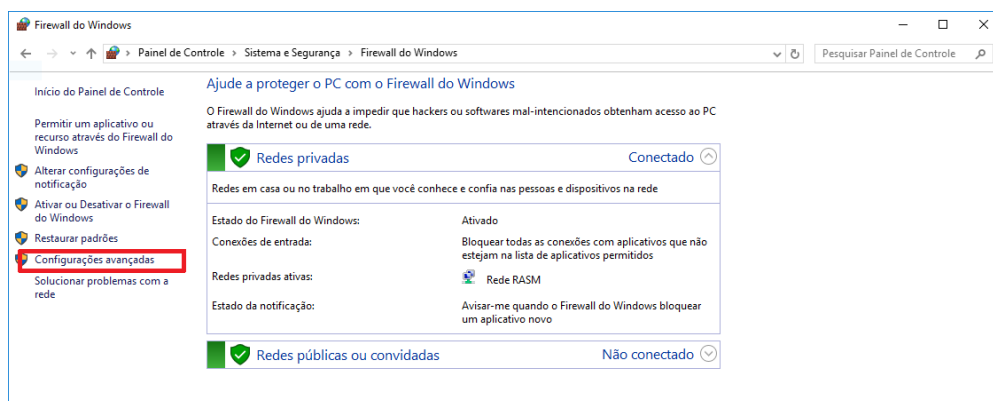 Firewall do Windows
Painel de Controle › Sistema e Segurança › Firewall do Windows
Pesquisar Painel de Controle
Início do Painel de Controle
Permitir um aplicativo ou
recurso através do Firewall do
Windows
Alterar configurações de
notificação
Ativar ou Desativar o Firewall
do Windows
Restaurar padrões
Configurações avançadas
Solucionar problemas com a
rede
Ajude a proteger o PC com o Firewall do Windows
O Firewall do Windows ajuda a impedir que hackers ou softwares mal-intencionados obtenham acesso ao PC
através da Internet ou de uma rede.
Redes privadas Conectado
Redes em casa ou no trabalho em que você conhece e confia nas pessoas e dispositivos na rede
Estado do Firewall do Windows: Ativado
Conexões de entrada: Bloquear todas as conexões com aplicativos que não
estejam na lista de aplicativos permitidos
Redes privadas ativas: Rede RASM
Estado da notificação: Avisar-me quando o Firewall do Windows bloquear
um aplicativo novo
Redes públicas ou convidadas Não conectado